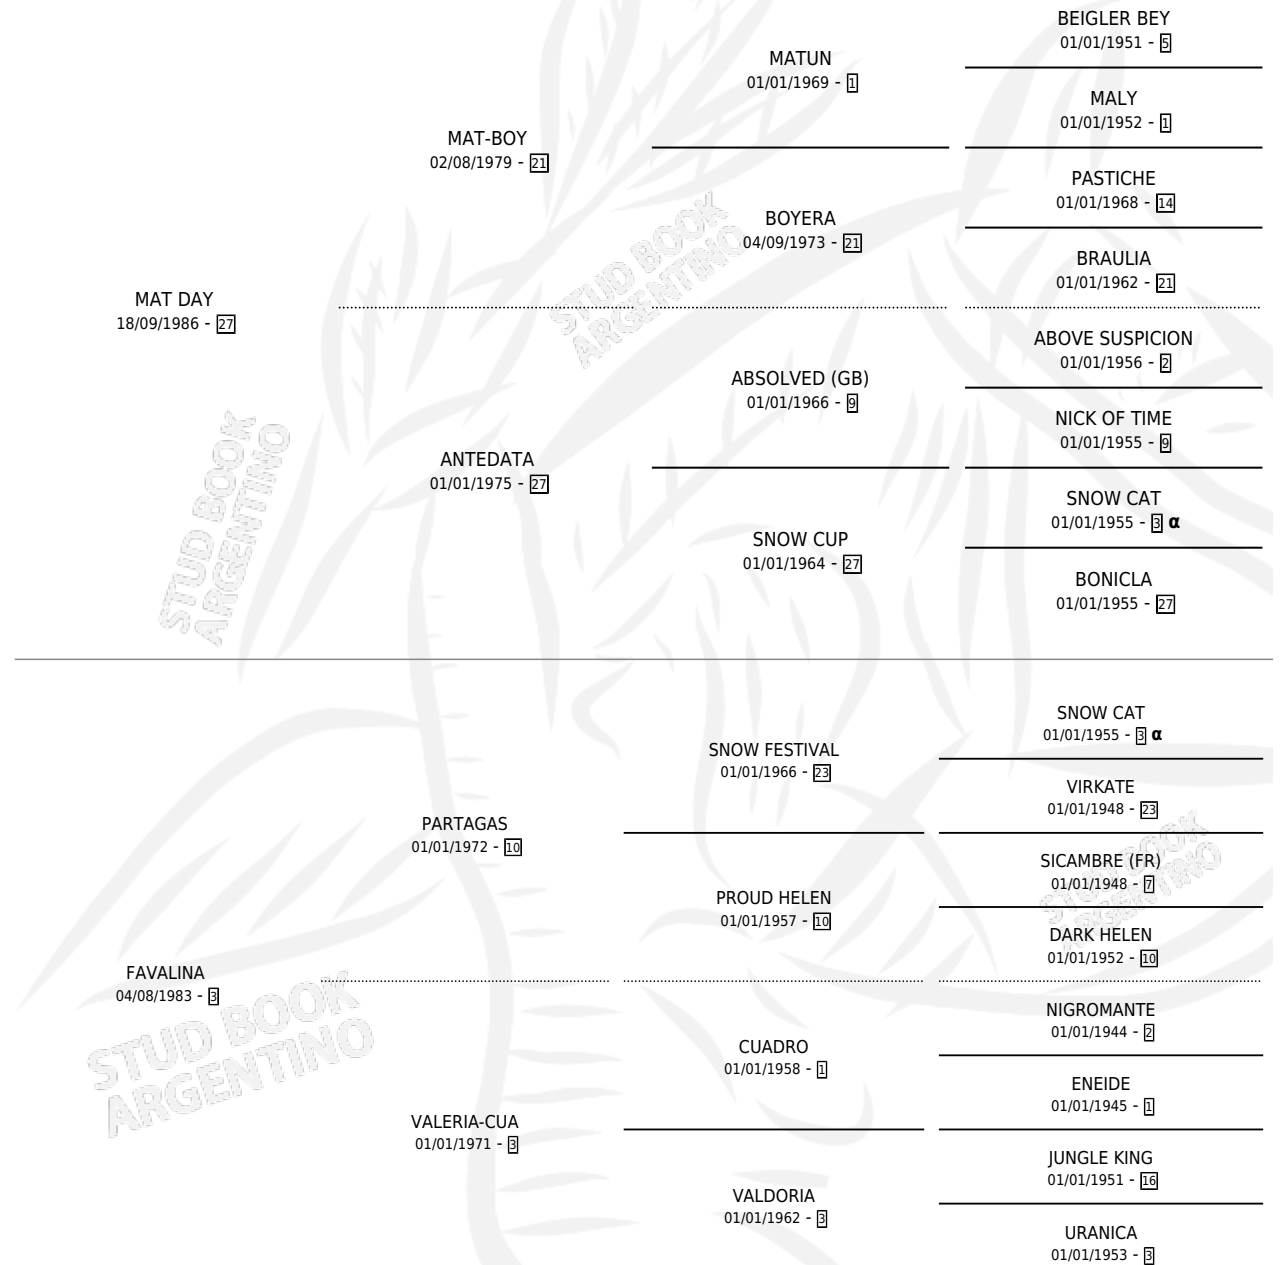 BEIGLER BEY
01/01/1951 - 5
MATUN
01/01/1969 - 1
MALY
01/01/1952 - 1
MAT-BOY
02/08/1979 - 21
PASTICHE
01/01/1968 - 14
BOYERA
04/09/1973 - 21
BRAULIA
01/01/1962 - 21
MAT DAY
18/09/1986 - 27
ABOVE SUSPICION
01/01/1956 - 2
ABSOLVED (GB)
01/01/1966 - 9
NICK OF TIME
01/01/1955 - 9
ANTEDATA
01/01/1975 - 27
SNOW CAT
01/01/1955 - 3 α
SNOW CUP
01/01/1964 - 27
BONICLA
01/01/1955 - 27
STUD BOOK
ARGENTINO
STUD BOOK
ARGENTINO
SNOW CAT
01/01/1955 - 3 α
SNOW FESTIVAL
01/01/1966 - 23
VIRKATE
01/01/1948 - 23
PARTAGAS
01/01/1972 - 10
SICAMBRE (FR)
01/01/1948 - 7
PROUD HELEN
01/01/1957 - 10
DARK HELEN
01/01/1952 - 10
FAVALINA
04/08/1983 - 3
NIGROMANTE
01/01/1944 - 2
CUADRO
01/01/1958 - 1
ENEIDE
01/01/1945 - 1
VALERIA-CUA
01/01/1971 - 3
JUNGLE KING
01/01/1951 - 16
VALDORIA
01/01/1962 - 3
URANICA
01/01/1953 - 3
STUD BOOK
ARGENTINO
STUD BOOK
ARGENTINO